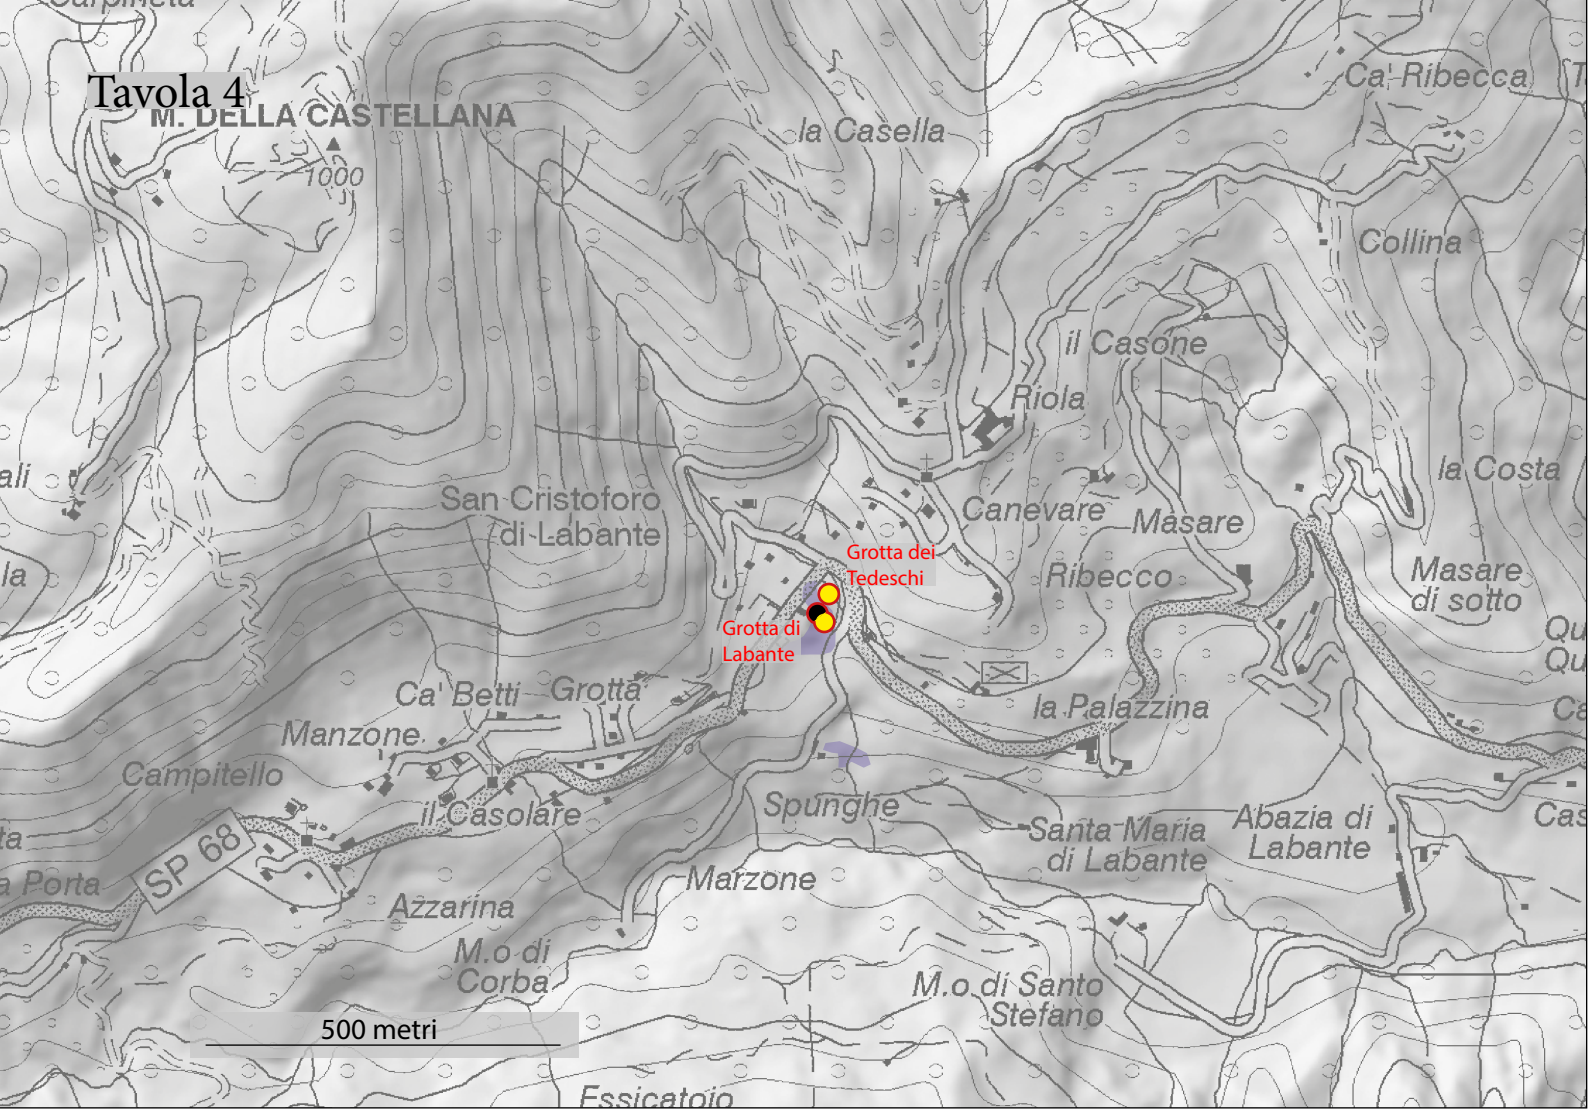 Carpineta
Tavola 4
M. DELLA CASTELLANA
1000
la Casella
Ca' Ribecca
Collina
il Casone
Riola
la Costa
San Cristoforo
di Labante
Canevare
Masare
Grotta dei
Tedeschi
Ribecco
Masare
di sotto
Grotta di
Labante
Ca' Betti
Grotta
la Palazzina
Manzone
Campitello
il Casolare
Spunghe
Santa Maria
di Labante
Abazia di
Labante
SP 68
a Porta
Marzone
Azzarina
M.o di
Corba
M.o di Santo
Stefano
500 metri
Essicatoio